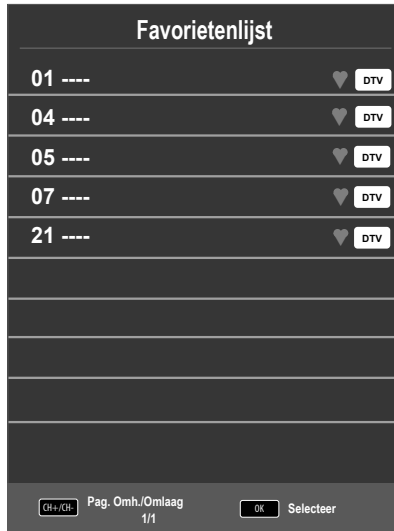 Favorietenlijst
01 ---- DTV
04 ---- DTV
05 ---- DTV
07 ---- DTV
21 ---- DTV
CH+/CH- Pag. Omh./Omlaag OK Selecteer
1/1